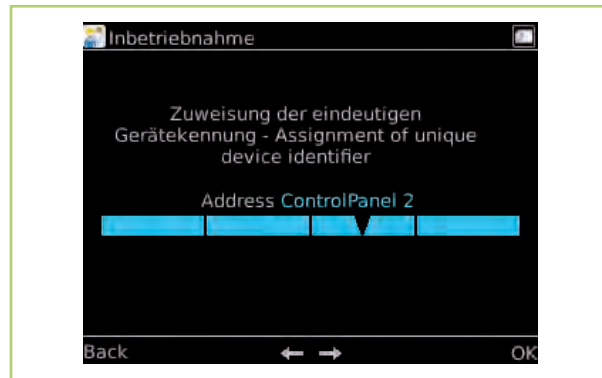 Inbetriebnahme
Zuweisung der eindeutigen
Gerätekennung - Assignment of unique
device identifier
Address ControlPanel 2
Back
OK